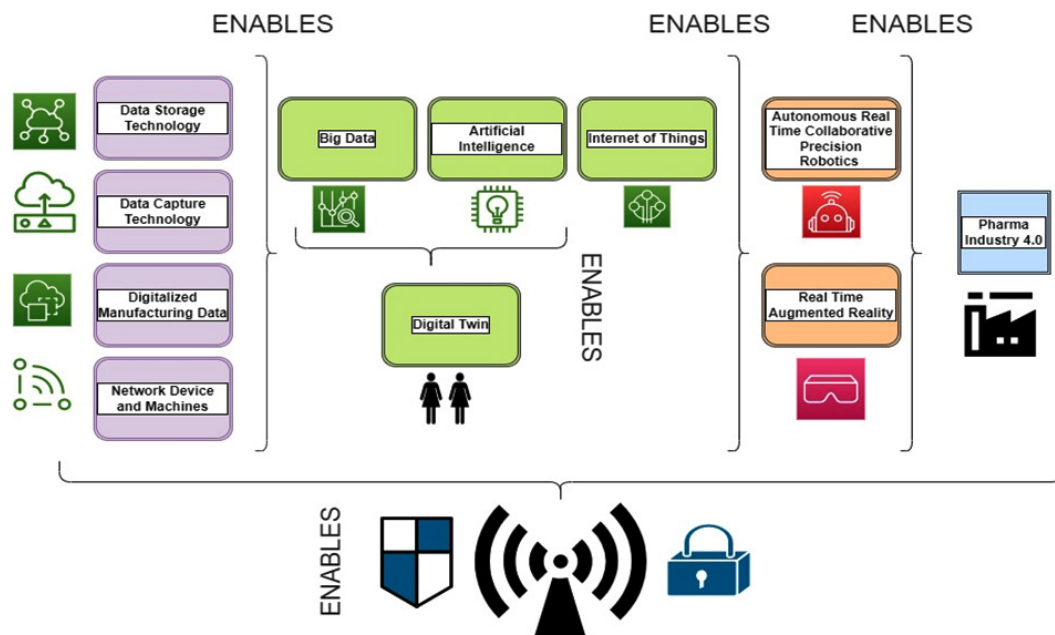 ENABLES
ENABLES
ENABLES
Data Storage
Technology
Data Capture
Technology
Digitalized
Manufacturing Data
Network Device
and Machines
Big Data
Artificial
Intelligence
Internet of Things
ENABLES
Digital Twin
Autonomous Real
Time Collaborative
Precision
Robotics
Real Time
Augmented Reality
Pharma
Industry 4.0
ENABLES